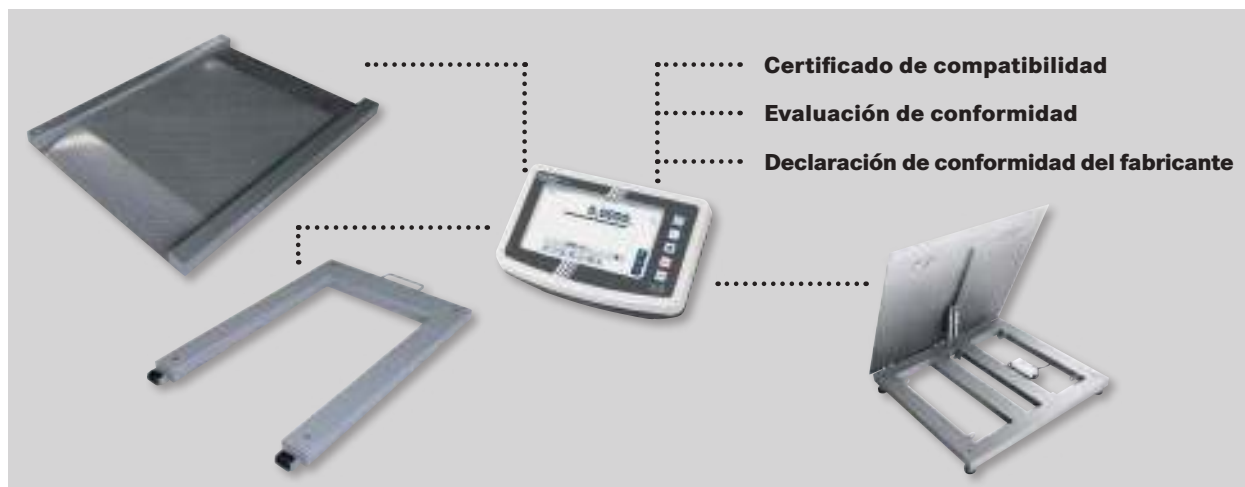 Certificado de compatibilidad
Evaluación de conformidad
Declaración de conformidad del fabricante